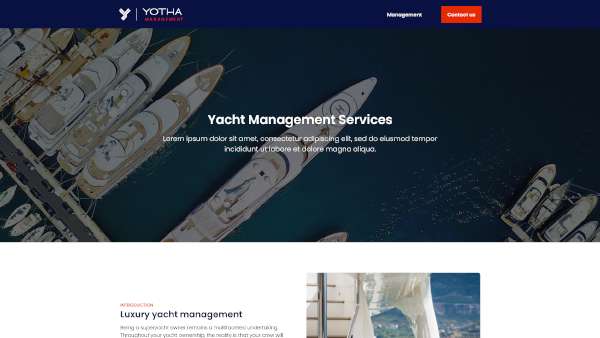 YOTHA
MANAGEMENT
Management
Contact us
Yacht Management Services
Lorem ipsum dolor sit amet, consectetur adipiscing elit, sed do eiusmod tempor
incididunt ut labore et dolore magna aliqua.
INTRODUCTION
Luxury yacht management
Being a superyacht owner remains a multifaceted undertaking.
Throughout your yacht ownership, the reality is that your crew will
H